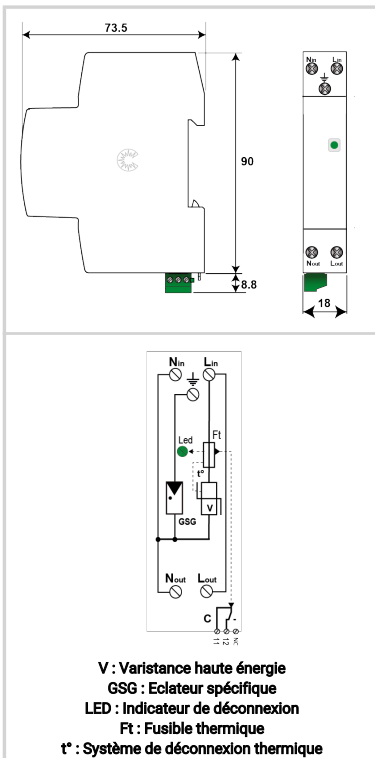 73.5
Nin Lin
90
8.8
Nout Lout
18
Nin Lin
Led
Ft
t°
V
GSG
Nout Lout
C
-
11 12 NC
V : Varistance haute énergie
GSG : Eclateur spécifique
LED : Indicateur de déconnexion
Ft : Fusible thermique
t° : Système de déconnexion thermique